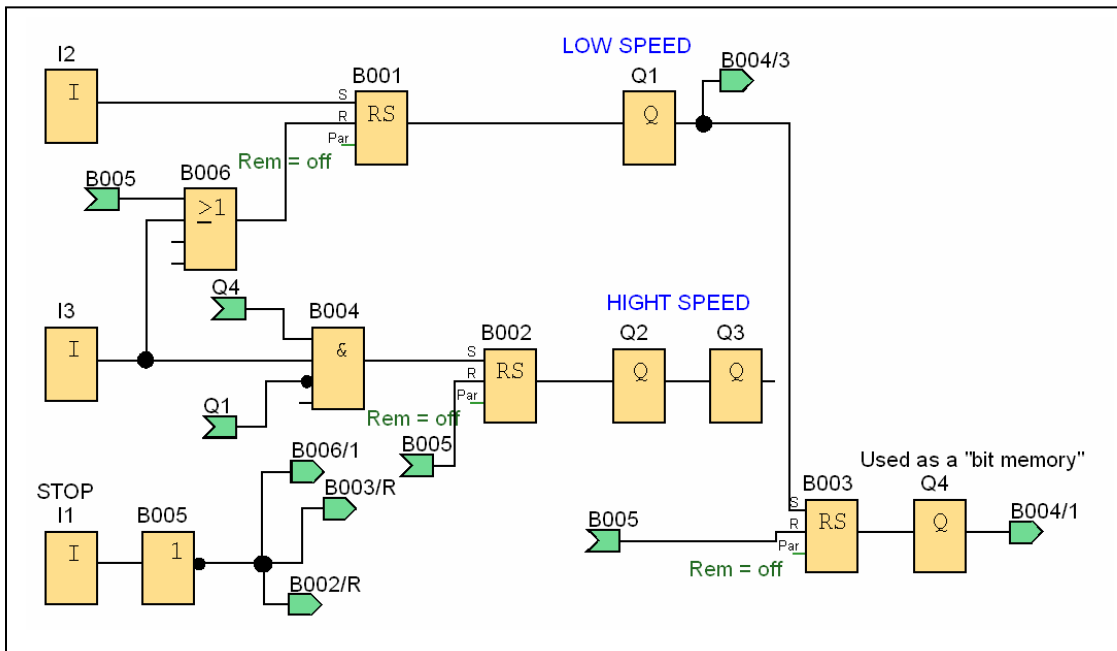 LOW SPEED
I2
I
B001
S
R
Par
RS
Rem = off
Q1
Q
B004/3
B005
B006
>1
I3
I
Q4
B004
&
Q1
HIGHT SPEED
B002
S
R
Par
RS
Rem = off
B005
Q2
Q
Q3
Q
B006/1
B003/R
B002/R
STOP
I1
I
B005
1
Used as a "bit memory"
B003
S
R
Par
RS
Rem = off
B005
Q4
Q
B004/1